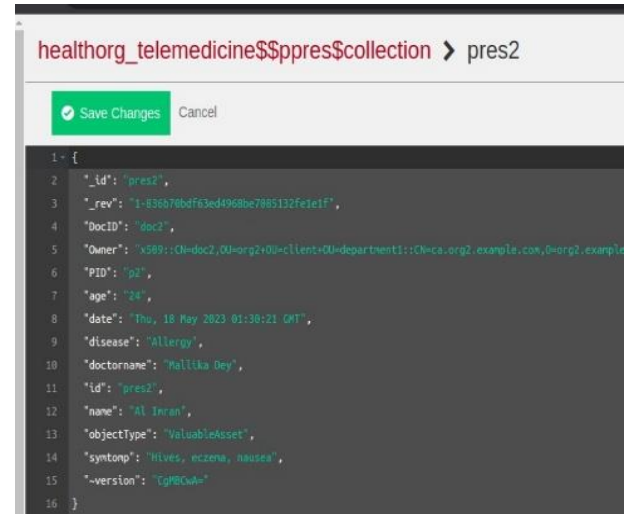 healthorg_telemedicine$$ppres$collection > pres2
Save Changes Cancel
1 {
2 "_id": "pres2",
3 "_rev": "1-836b70bdf63ed4968be7885132fe1e1f",
4 "DocID": "doc2",
5 "Owner": "x509::CN=doc2,OU=org2+OU=client+OU=department1::CN=ca.org2.example.com,O=org2.example
6 "PID": "p2",
7 "age": "24",
8 "date": "Thu, 18 May 2023 01:30:21 GMT",
9 "disease": "Allergy",
10 "doctorname": "Mallika Dey",
11 "id": "pres2",
12 "name": "Al Imran",
13 "objectType": "ValuableAsset",
14 "symtomp": "Hives, eczema, nausea",
15 "~version": "CgMBCwA="
16 }